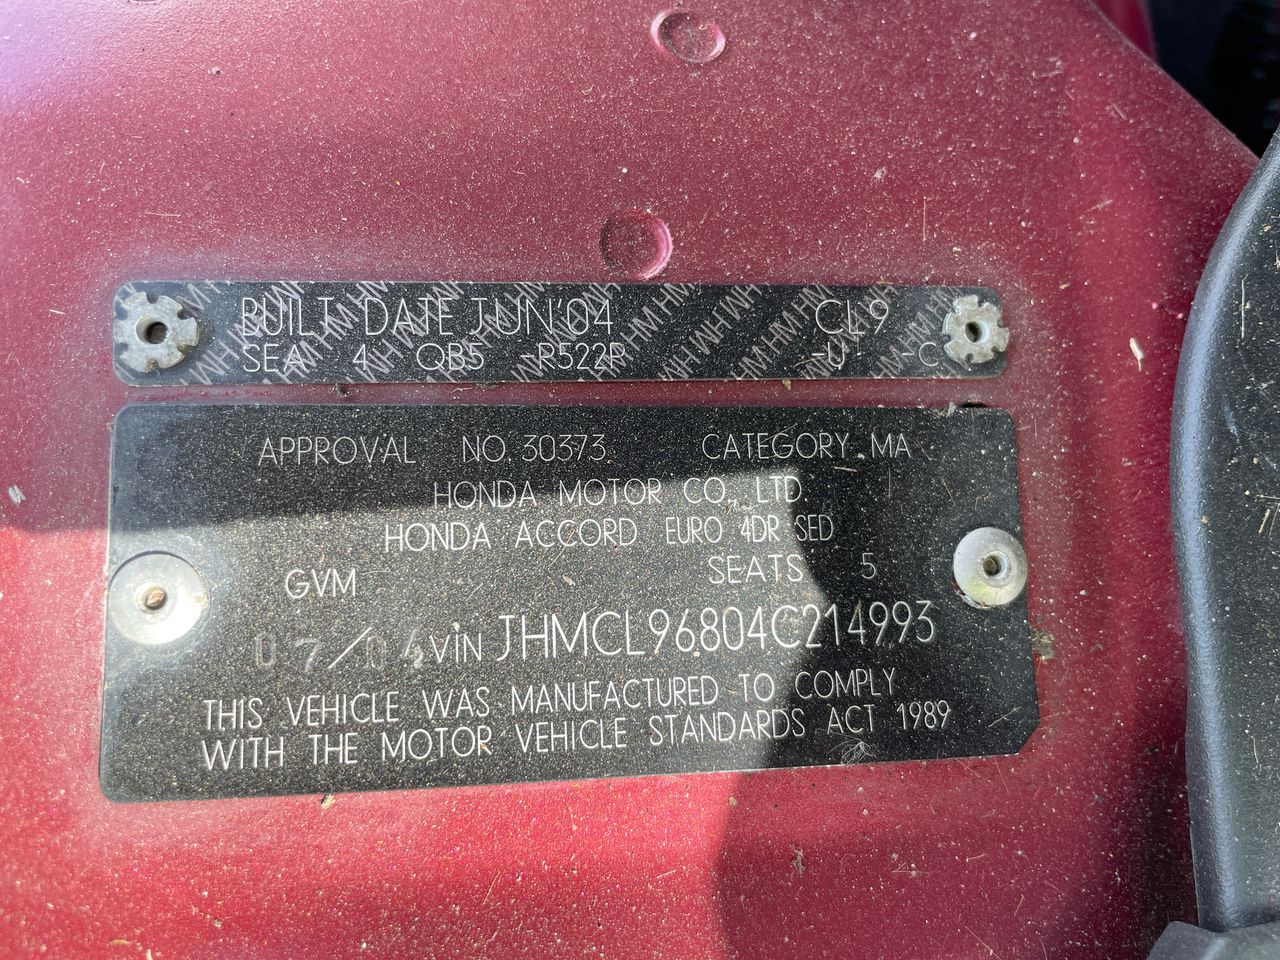 BUILT DATE JUN'04 CL9
SEA 4 QB5 R522P -U -C
APPROVAL NO. 30373 CATEGORY MA
HONDA MOTOR CO., LTD.
HONDA ACCORD EURO 4DR SED
GVM SEATS 5
07/04 VIN JHMCL96804C214993
THIS VEHICLE WAS MANUFACTURED TO COMPLY
WITH THE MOTOR VEHICLE STANDARDS ACT 1989